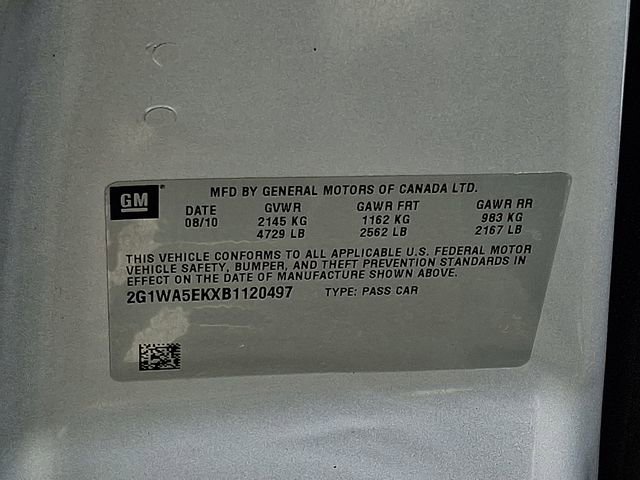 GM
MFD BY GENERAL MOTORS OF CANADA LTD.
DATE GVWR GAWR FRT GAWR RR
08/10 2145 KG 1162 KG 983 KG
4729 LB 2562 LB 2167 LB
THIS VEHICLE CONFORMS TO ALL APPLICABLE U.S. FEDERAL MOTOR
VEHICLE SAFETY, BUMPER, AND THEFT PREVENTION STANDARDS IN
EFFECT ON THE DATE OF MANUFACTURE SHOWN ABOVE.
2G1WA5EKXB1120497 TYPE: PASS CAR